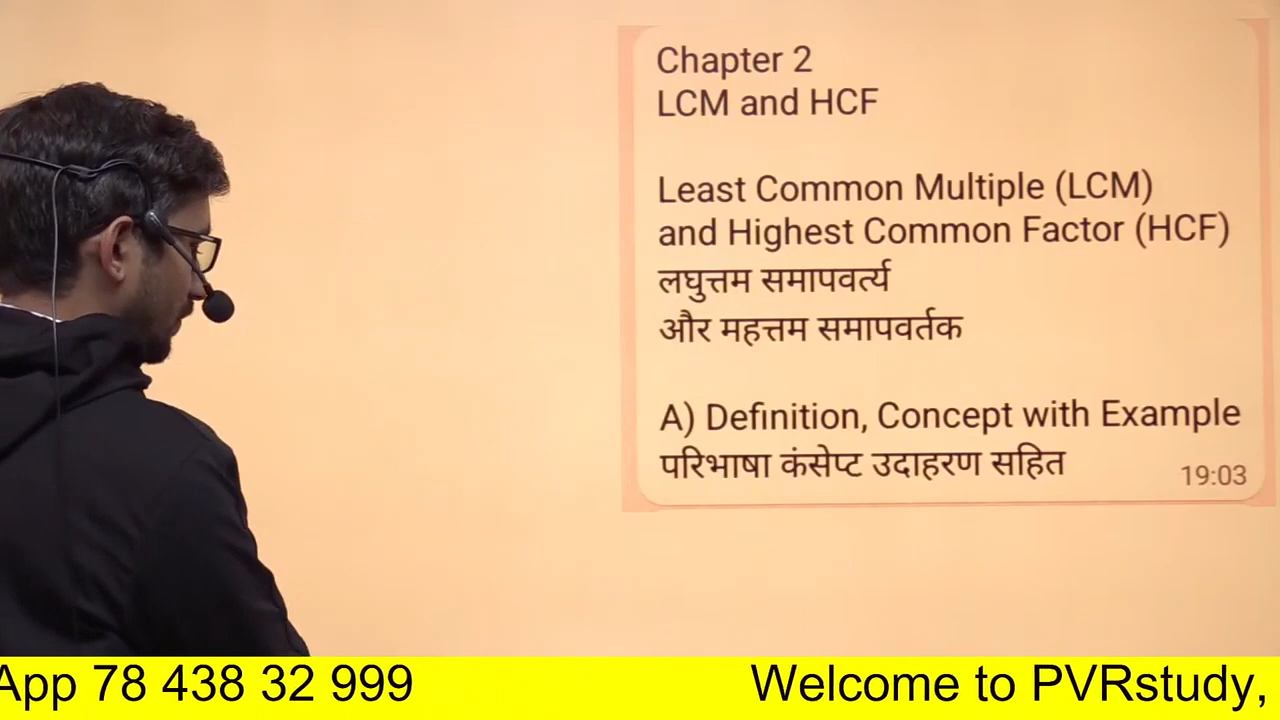 Chapter 2
LCM and HCF
Least Common Multiple (LCM)
and Highest Common Factor (HCF)
लघुत्तम समापवर्त्य
और महत्तम समापवर्तक
A) Definition, Concept with Example
परिभाषा कंसेप्ट उदाहरण सहित
19:03
App 78 438 32 999
Welcome to PVRstudy,